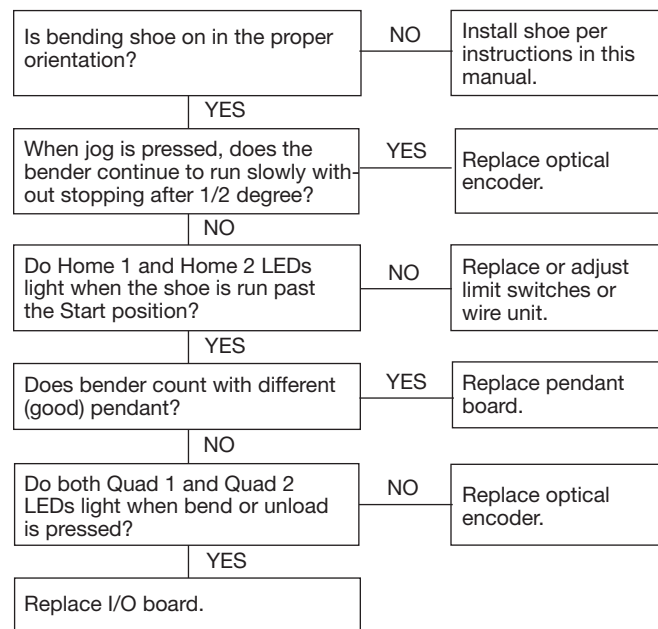 Is bending shoe on in the proper
orientation?
NO
Install shoe per
instructions in this
manual.
YES
When jog is pressed, does the
bender continue to run slowly with-
out stopping after 1/2 degree?
YES
Replace optical
encoder.
NO
Do Home 1 and Home 2 LEDs
light when the shoe is run past
the Start position?
NO
Replace or adjust
limit switches or
wire unit.
YES
Does bender count with different
(good) pendant?
YES
Replace pendant
board.
NO
Do both Quad 1 and Quad 2
LEDs light when bend or unload
is pressed?
NO
Replace optical
encoder.
YES
Replace I/O board.